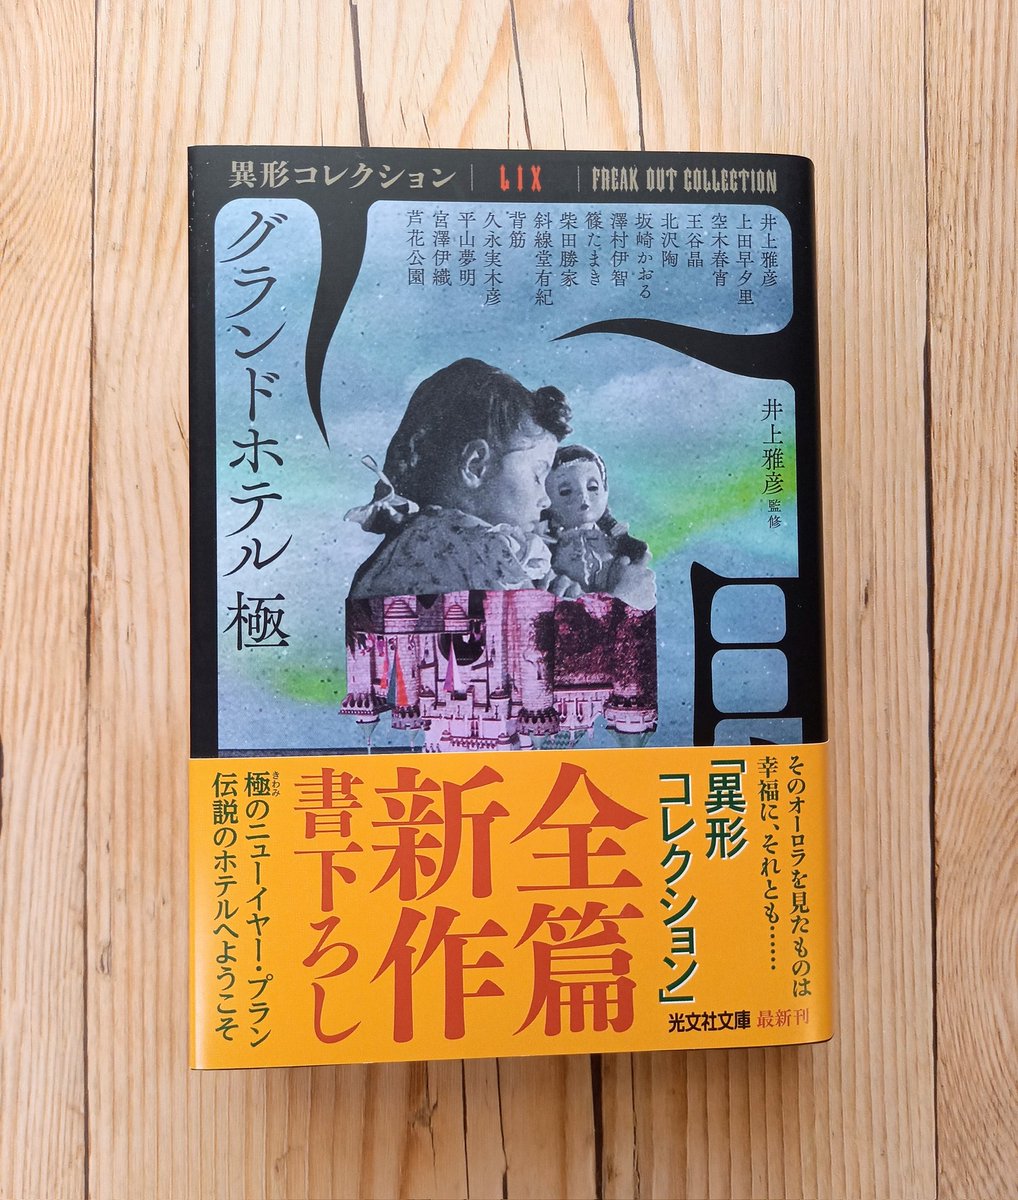 異形コレクション LIX FREAK OUT COLLECTION
井上雅彦
上田早夕里
空木春宵
王谷晶
北沢陶
坂崎かおる
澤村伊智
篠たまき
柴田勝家
斜線堂有紀
背筋
久永実木彦
平山夢明
宮澤伊織
芦花公園
グランドホテル 極
井上雅彦 監修
そのオーロラを見たものは
幸福に、それとも……
「異形
コレクション」
光文社文庫 最新刊
全篇
新作
書下ろし
極のニューイヤー・プラン
きわみ
伝説のホテルへようこそ